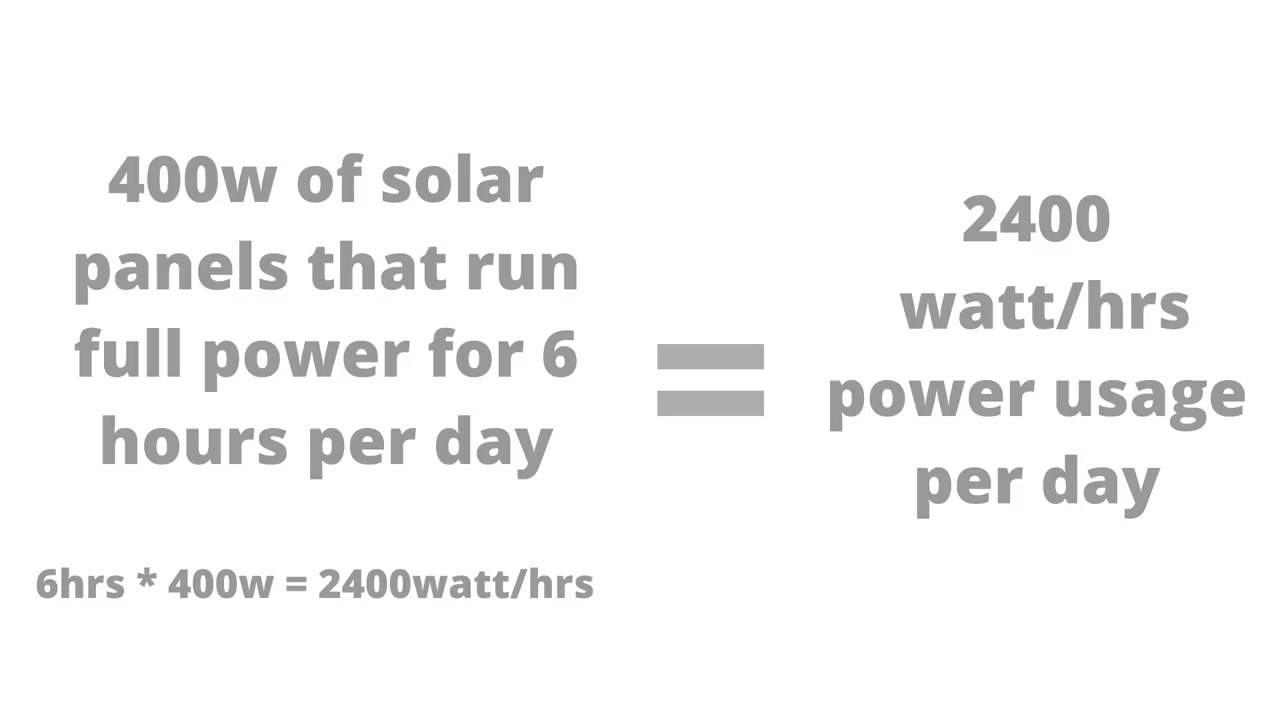 400w of solar
panels that run
full power for 6
hours per day
6hrs * 400w = 2400watt/hrs
=
2400
watt/hrs
power usage
per day